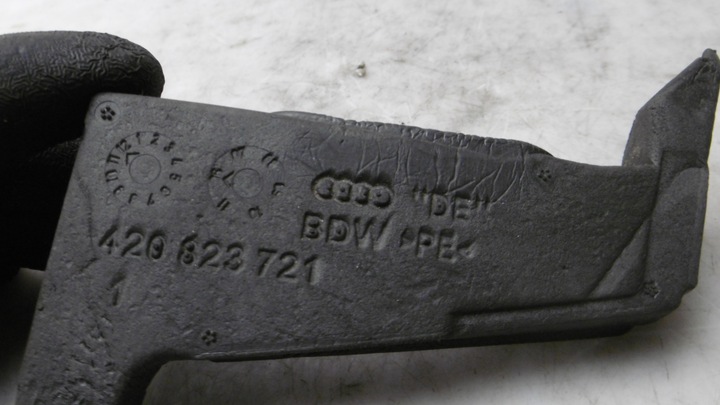 "DE"
BDW >PE<
420 823 721
1